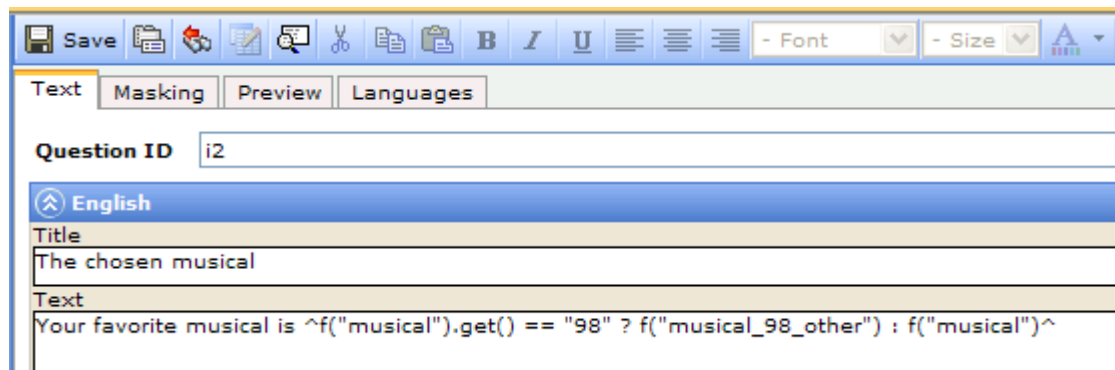 Save B I U - Font - Size A
Text Masking Preview Languages
Question ID i2
English
Title
The chosen musical
Text
Your favorite musical is ^f("musical").get() == "98" ? f("musical_98_other") : f("musical")^